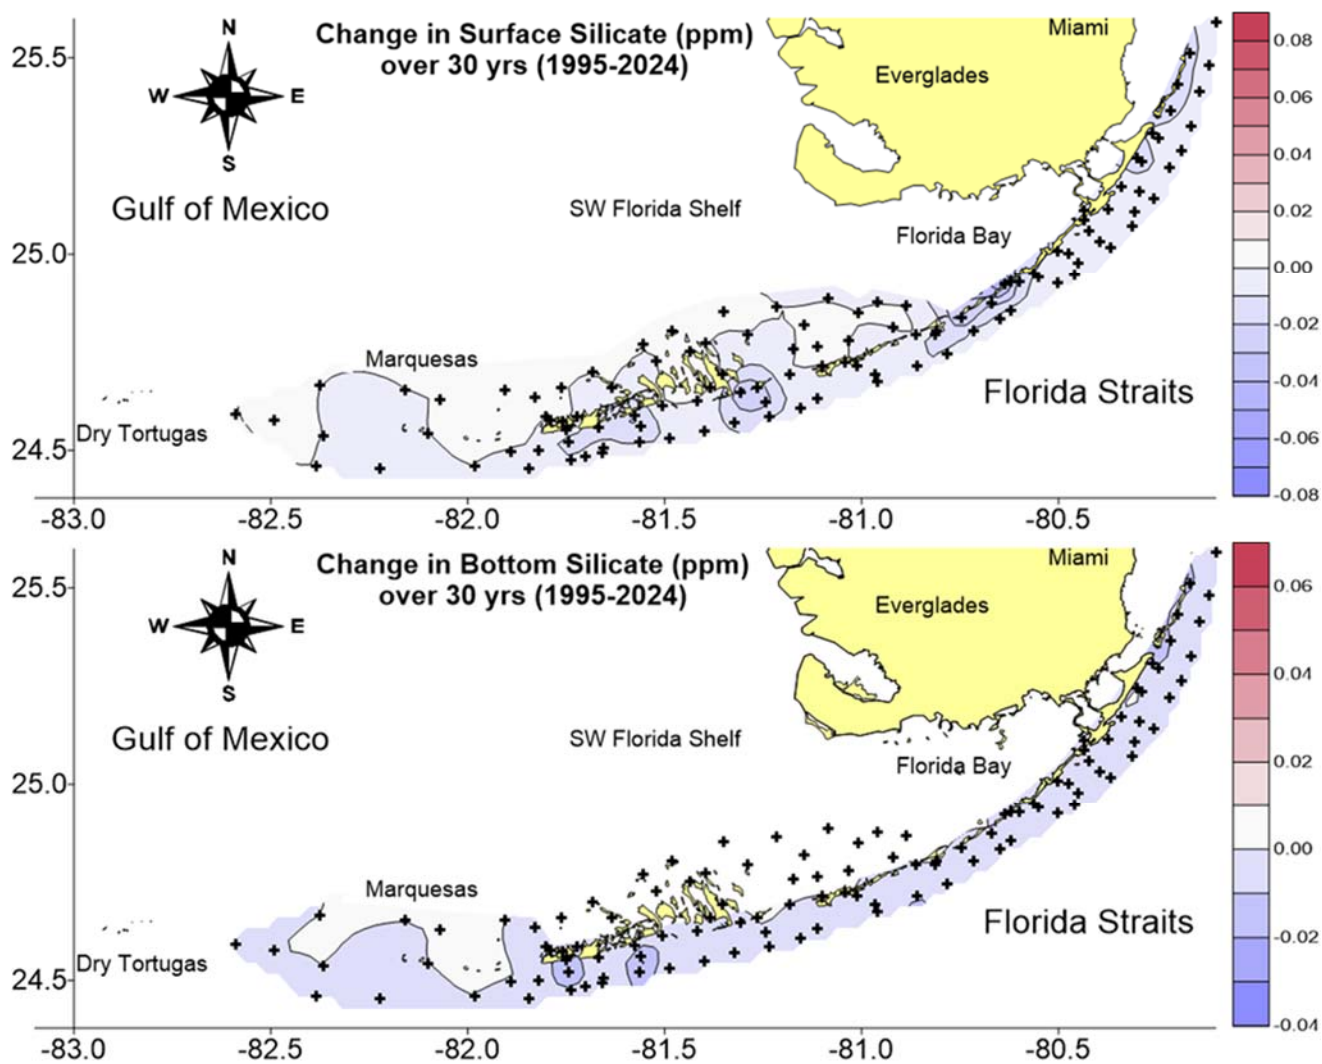 Change in Surface Silicate (ppm)
over 30 yrs (1995-2024)
N
W
E
S
Miami
Everglades
Gulf of Mexico
SW Florida Shelf
Florida Bay
Marquesas
Florida Straits
Dry Tortugas
25.5
25.0
24.5
-83.0
-82.5
-82.0
-81.5
-81.0
-80.5
0.08
0.06
0.04
0.02
0.00
-0.02
-0.04
-0.06
-0.08
Change in Bottom Silicate (ppm)
over 30 yrs (1995-2024)
N
W
E
S
Miami
Everglades
Gulf of Mexico
SW Florida Shelf
Florida Bay
Marquesas
Florida Straits
Dry Tortugas
25.5
25.0
24.5
-83.0
-82.5
-82.0
-81.5
-81.0
-80.5
0.06
0.04
0.02
0.00
-0.02
-0.04